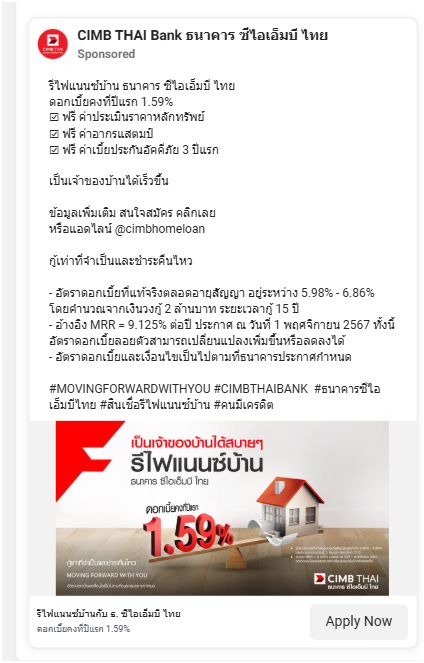 CIMB THAI Bank ธนาคาร ซีไอเอ็มบี ไทย
Sponsored
รีไฟแนนซ์บ้าน ธนาคาร ซีไอเอ็มบี ไทย
ดอกเบี้ยคงที่ปีแรก 1.59%
☑ ฟรี ค่าประเมินราคาหลักทรัพย์
☑ ฟรี ค่าอากรแสตมป์
☑ ฟรี ค่าเบี้ยประกันอัคคีภัย 3 ปีแรก
เป็นเจ้าของบ้านได้เร็วขึ้น
ข้อมูลเพิ่มเติม สนใจสมัคร คลิกเลย
หรือแอดไลน์ @cimbhomeloan
กู้เท่าที่จำเป็นและชำระคืนไหว
- อัตราดอกเบี้ยที่แท้จริงตลอดอายุสัญญา อยู่ระหว่าง 5.98% - 6.86%
โดยคำนวณจากเงินวงกู้ 2 ล้านบาท ระยะเวลากู้ 15 ปี
- อ้างอิง MRR = 9.125% ต่อปี ประกาศ ณ วันที่ 1 พฤศจิกายน 2567 ทั้งนี้
อัตราดอกเบี้ยลอยตัวสามารถเปลี่ยนแปลงเพิ่มขึ้นหรือลดลงได้
- อัตราดอกเบี้ยและเงื่อนไขเป็นไปตามที่ธนาคารประกาศกำหนด
#MOVINGFORWARDWITHYOU #CIMBTHAIBANK #ธนาคารซีไอ
เอ็มบีไทย #สินเชื่อรีไฟแนนซ์บ้าน #คนมีเครดิต
เป็นเจ้าของบ้านได้สบายๆ
รีไฟแนนซ์บ้าน
ธนาคาร ซีไอเอ็มบี ไทย
ดอกเบี้ยคงที่ปีแรก
1.59%
กู้เท่าที่จำเป็นและชำระคืนไหว
MOVING FORWARD WITH YOU
CIMB THAI
ธนาคาร ซีไอเอ็มบี ไทย
รีไฟแนนซ์บ้านกับ ธ. ซีไอเอ็มบี ไทย
ดอกเบี้ยคงที่ปีแรก 1.59%
Apply Now